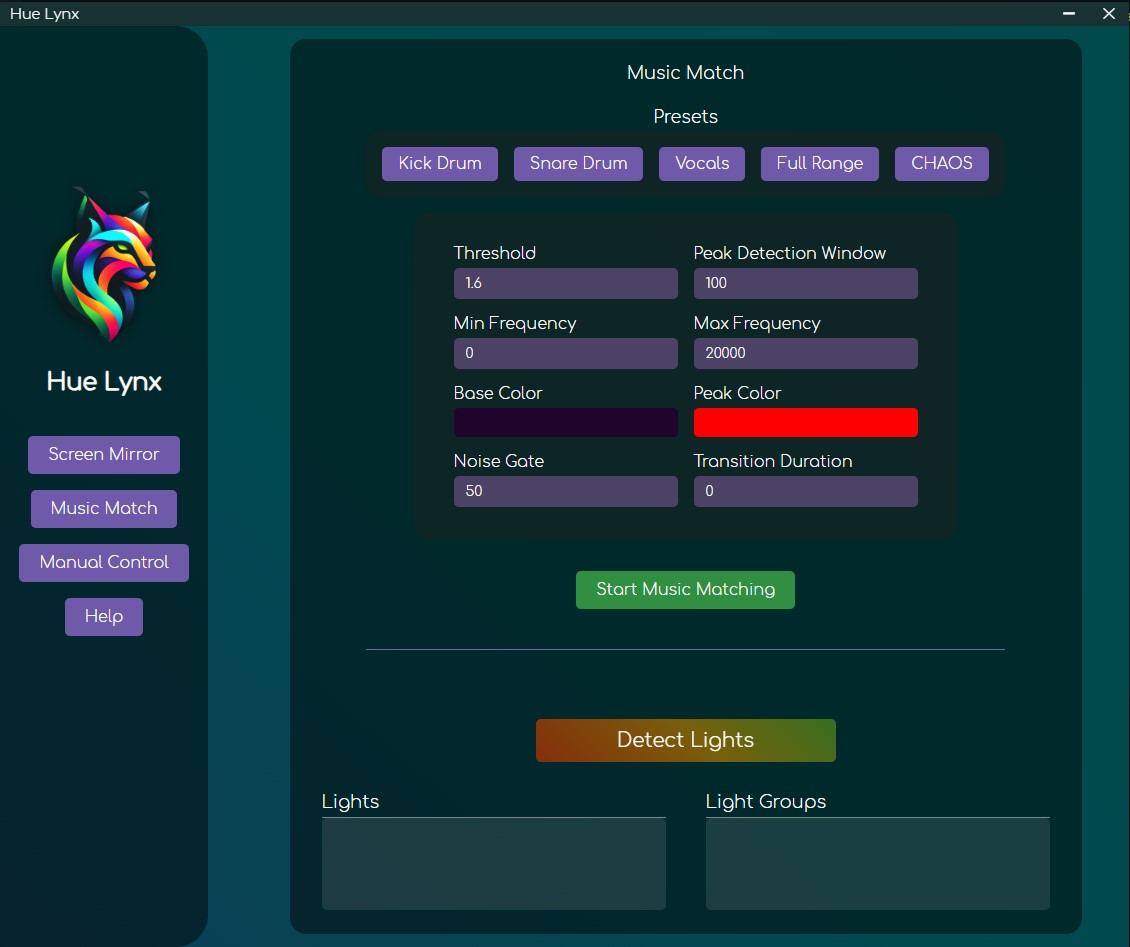 Hue Lynx
Hue Lynx
Screen Mirror
Music Match
Manual Control
Help
Music Match
Presets
Kick Drum Snare Drum Vocals Full Range CHAOS
Threshold Peak Detection Window
1.6 100
Min Frequency Max Frequency
0 20000
Base Color Peak Color
Noise Gate Transition Duration
50 0
Start Music Matching
Detect Lights
Lights Light Groups